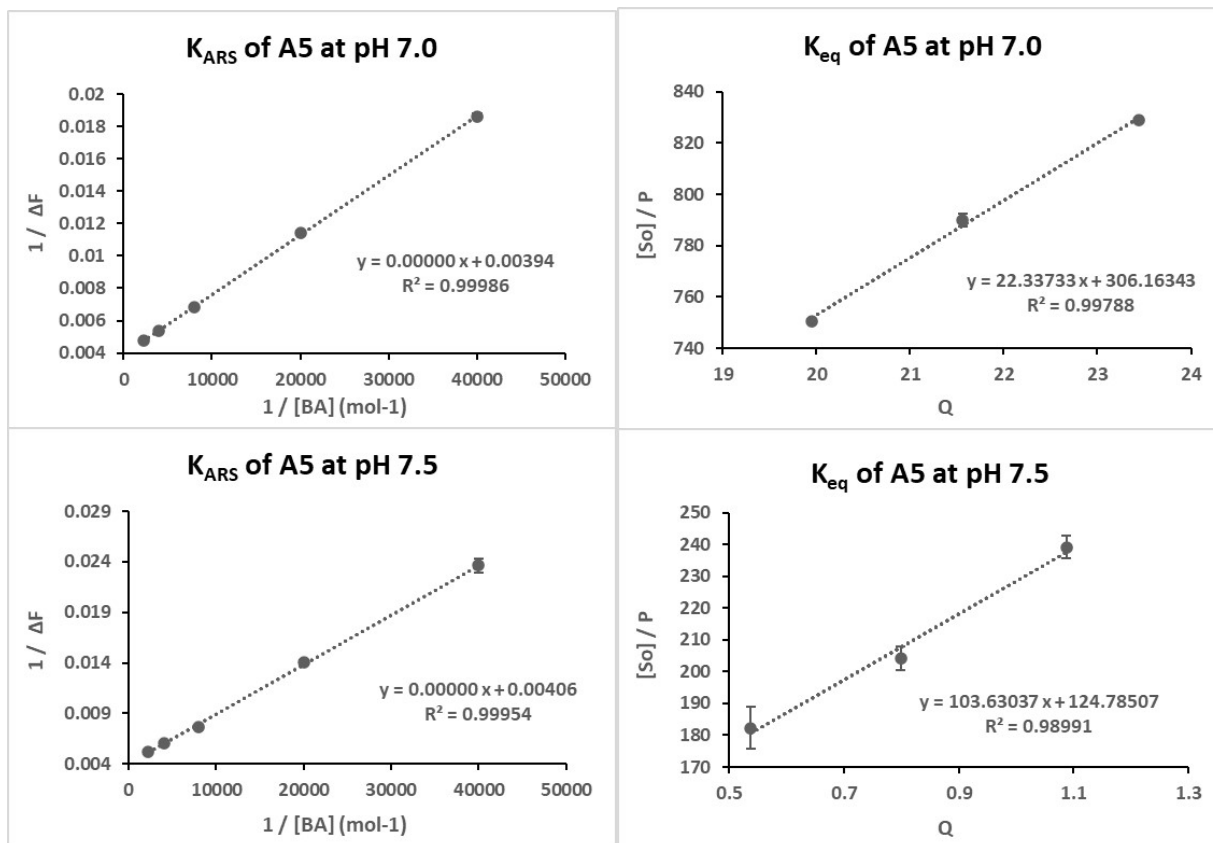 K_ARS of A5 at pH 7.0
0.02
0.018
0.016
0.014
0.012
0.01
0.008
0.006
0.004
1 / ΔF
y = 0.00000 x + 0.00394
R² = 0.99986
0 10000 20000 30000 40000 50000
1 / [BA] (mol-1)
K_eq of A5 at pH 7.0
840
820
800
780
760
740
[So] / P
y = 22.33733 x + 306.16343
R² = 0.99788
19 20 21 22 23 24
Q
K_ARS of A5 at pH 7.5
0.029
0.024
0.019
0.014
0.009
0.004
1 / ΔF
y = 0.00000 x + 0.00406
R² = 0.99954
0 10000 20000 30000 40000 50000
1 / [BA] (mol-1)
K_eq of A5 at pH 7.5
250
240
230
220
210
200
190
180
170
[So] / P
y = 103.63037 x + 124.78507
R² = 0.98991
0.5 0.7 0.9 1.1 1.3
Q